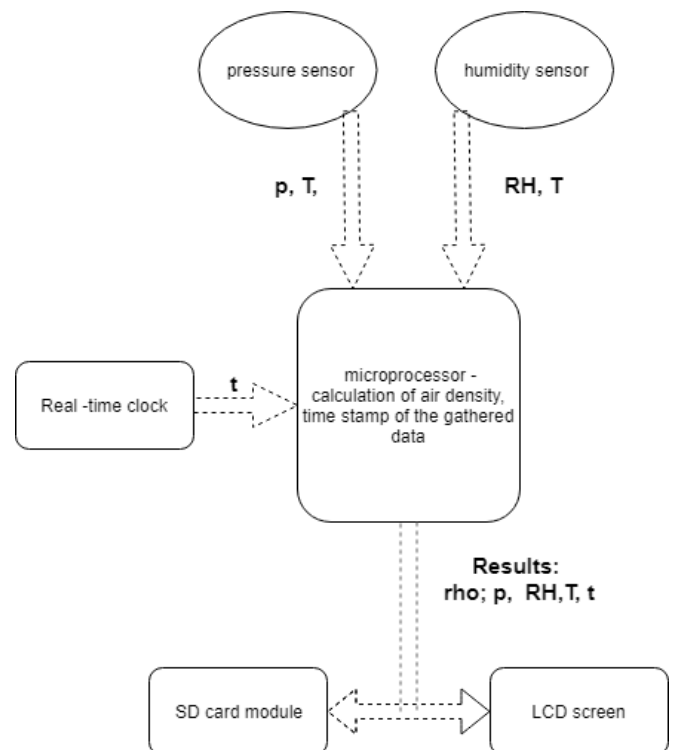 pressure sensor
humidity sensor
p, T,
RH, T
microprocessor -
calculation of air density,
time stamp of the gathered
data
t
Real -time clock
Results:
rho; p, RH,T, t
SD card module
LCD screen